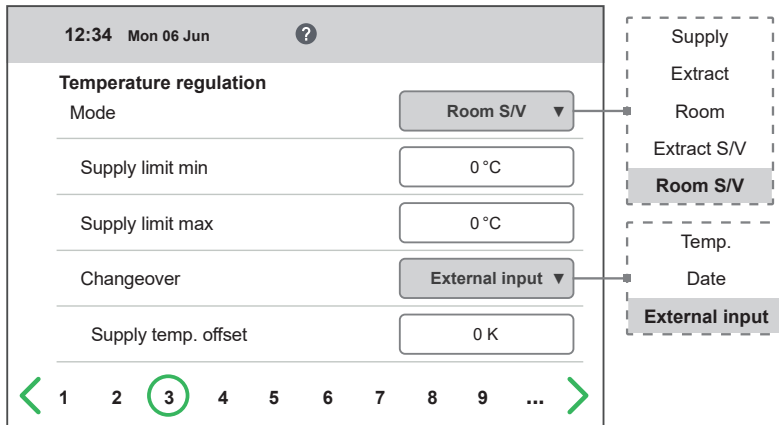 12:34 Mon 06 Jun ?
Temperature regulation
Mode Room S/V ▼
Supply limit min 0 °C
Supply limit max 0 °C
Changeover External input ▼
Supply temp. offset 0 K
1 2 3 4 5 6 7 8 9 ...
Supply
Extract
Room
Extract S/V
Room S/V
Temp.
Date
External input